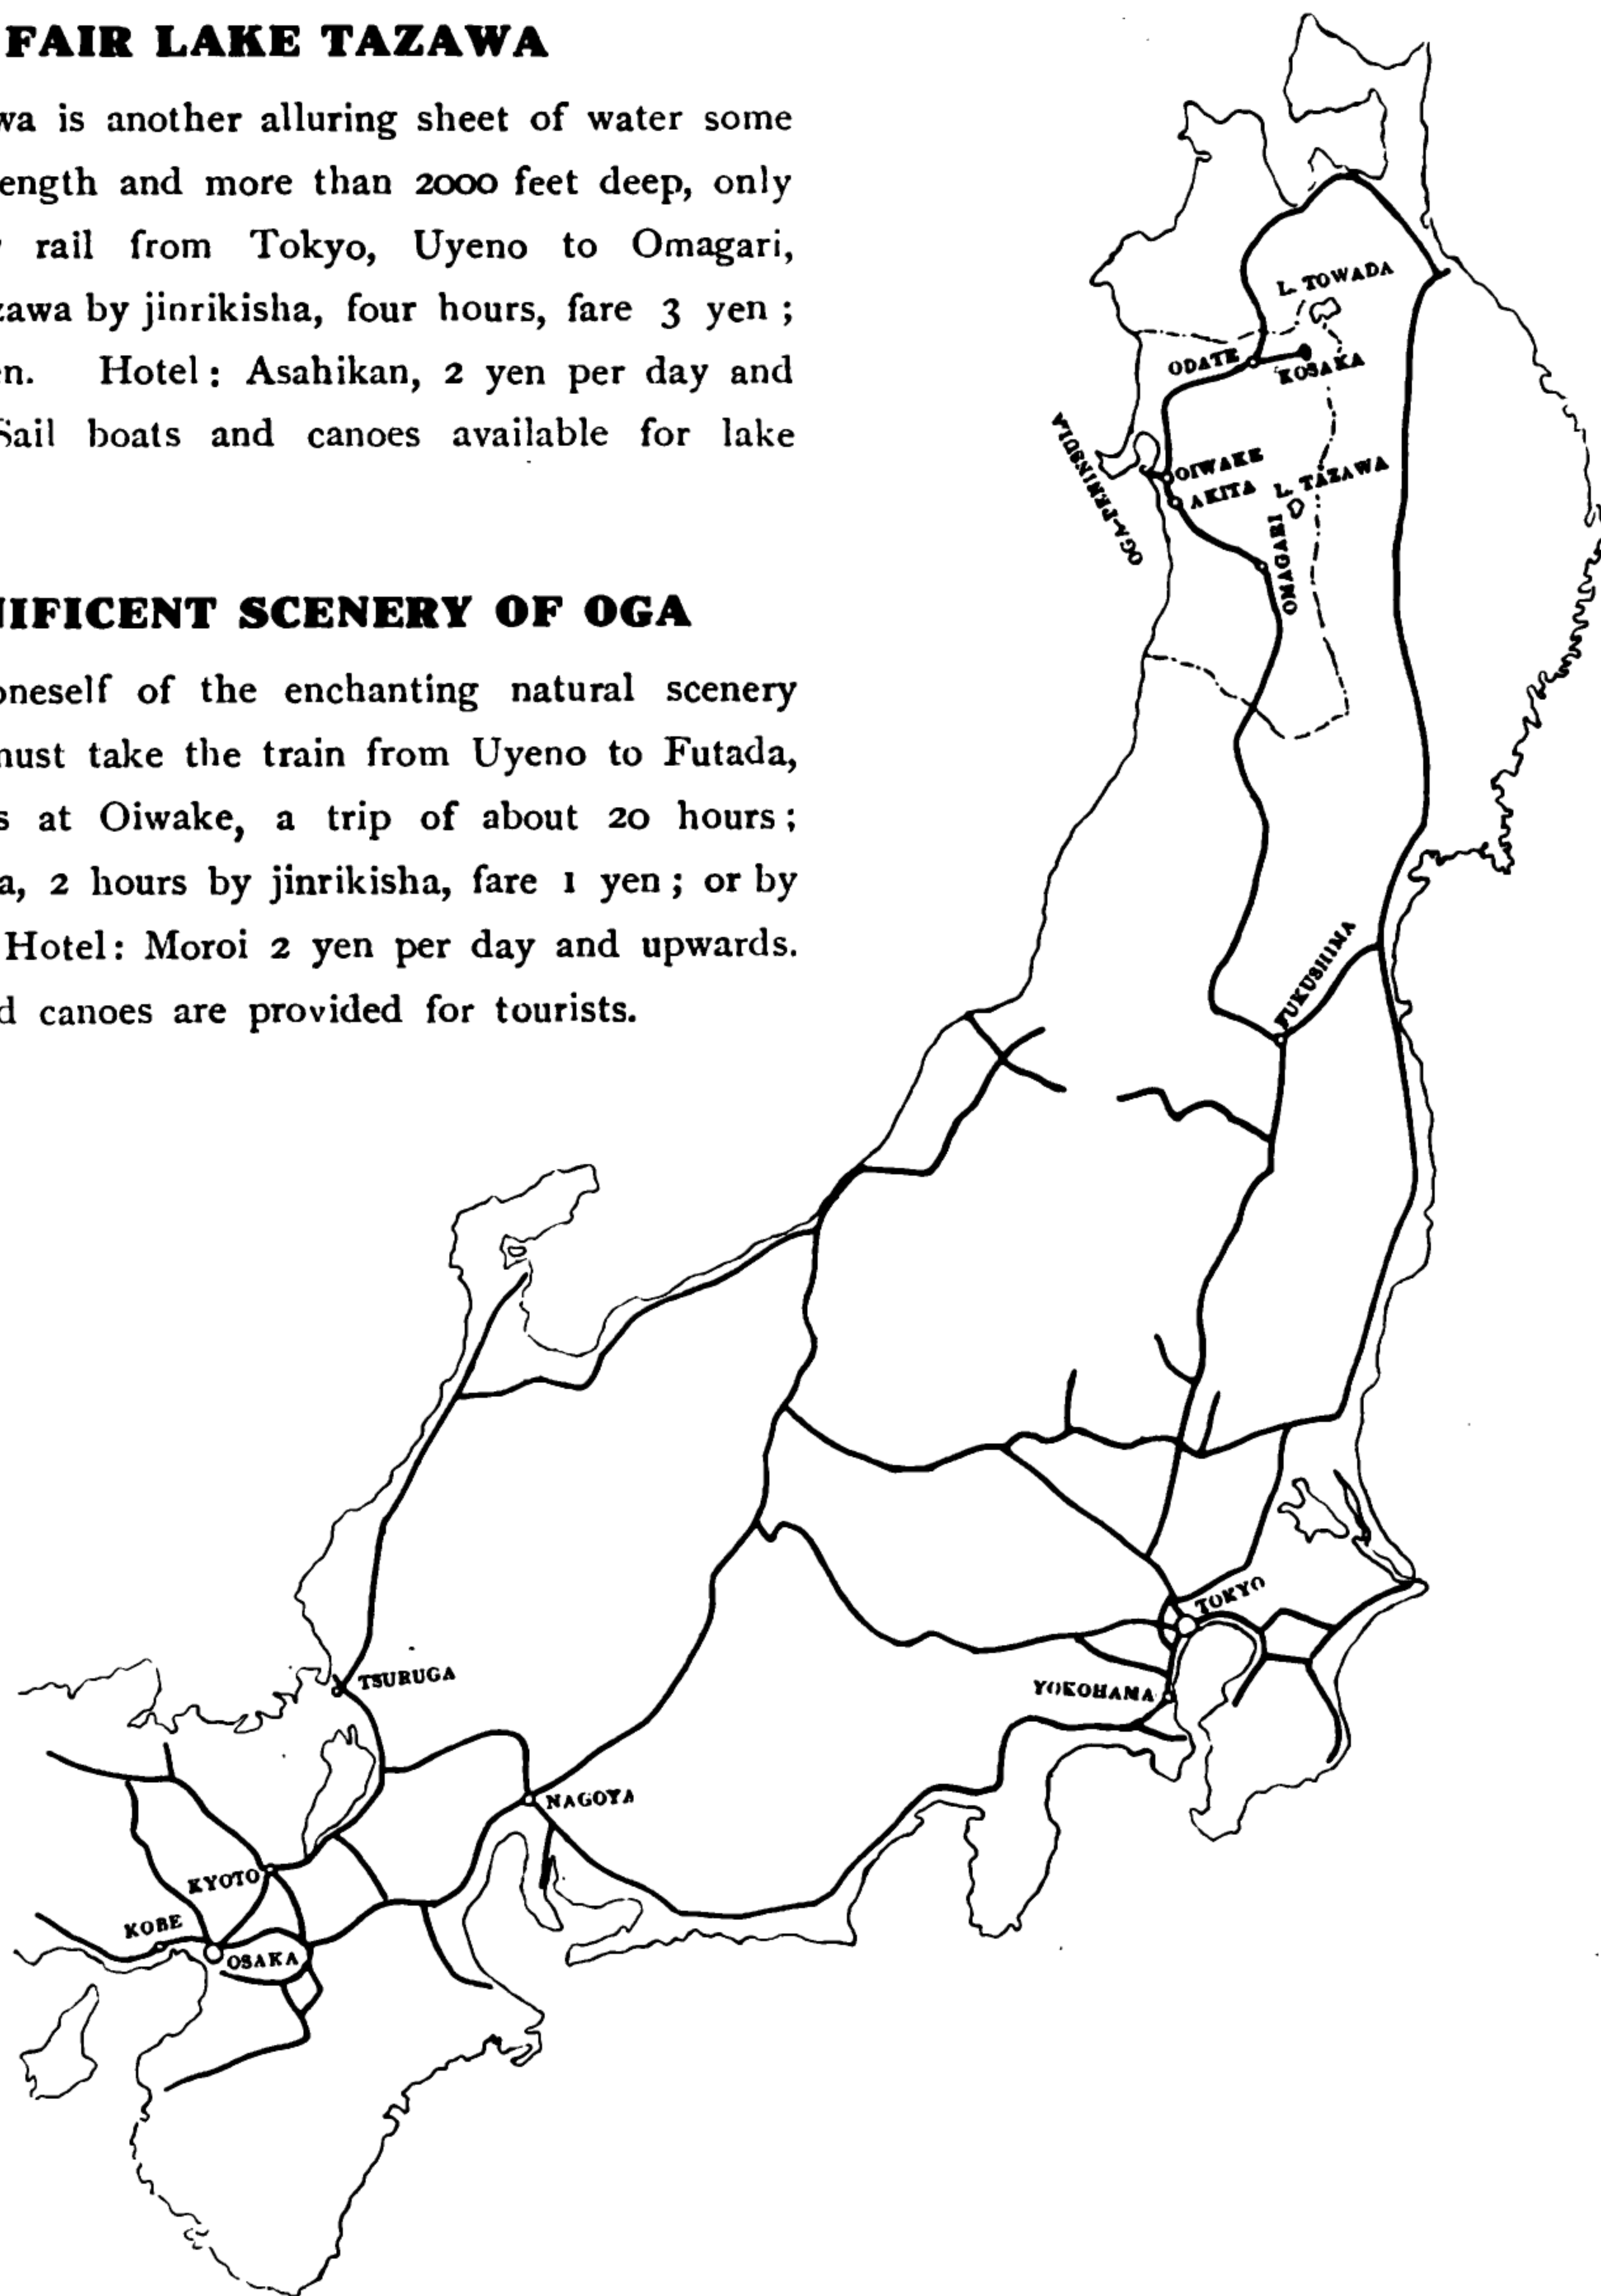 FAIR LAKE TAZAWA
wa is another alluring sheet of water some
ength and more than 2000 feet deep, only
rail from Tokyo, Uyeno to Omagari,
zawa by jinrikisha, four hours, fare 3 yen ;
n. Hotel : Asahikan, 2 yen per day and
Sail boats and canoes available for lake
NIFICENT SCENERY OF OGA
oneself of the enchanting natural scenery
must take the train from Uyeno to Futada,
s at Oiwake, a trip of about 20 hours ;
a, 2 hours by jinrikisha, fare 1 yen ; or by
Hotel : Moroi 2 yen per day and upwards.
d canoes are provided for tourists.
L. TOWADA
ODATE
KOSAKA
OGA-PENINSULA
OIWAKE
AKITA
L. TAZAWA
OMAGARI
FUKUSHIMA
TOKYO
YOKOHAMA
TSURUGA
NAGOYA
KYOTO
KOBE
OSAKA